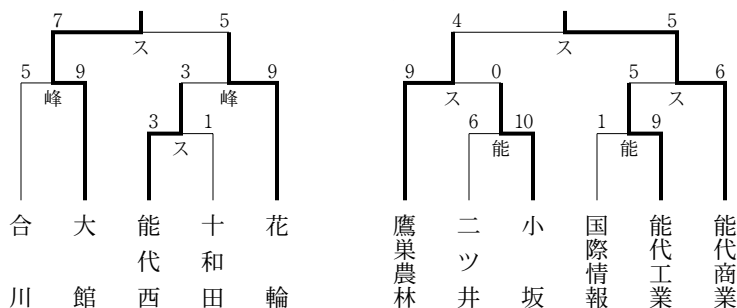 7 5 4 5
ス ス
5 9 3 9 9 0 5 6
峰 峰 ス ス
3 1 6 10 1 9
ス 能 能
合川 大館 能代西 十和田 花輪 鷹巣農林 二ツ井 小坂 国際情報 能代工業 能代商業